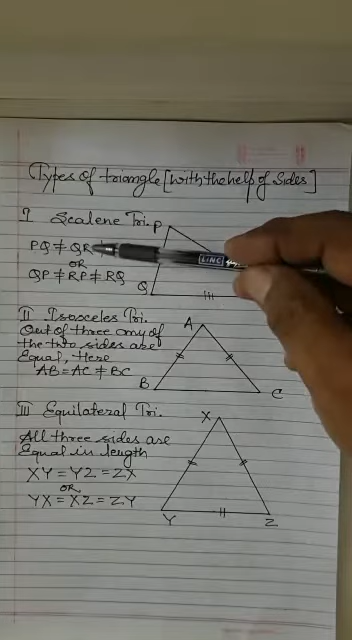 Types of triangle [with the help of Sides]
I Scalene Tri.
P
PQ ≠ QR
OR
QP ≠ RP ≠ RQ
Q
LINC
II Isosceles Tri.
Out of three any of
the two sides are
Equal, Here
AB = AC ≠ BC
A
B
C
III Equilateral Tri.
All three sides are
Equal in length
XY = YZ = ZX
OR
YX = XZ = ZY
X
Y
Z